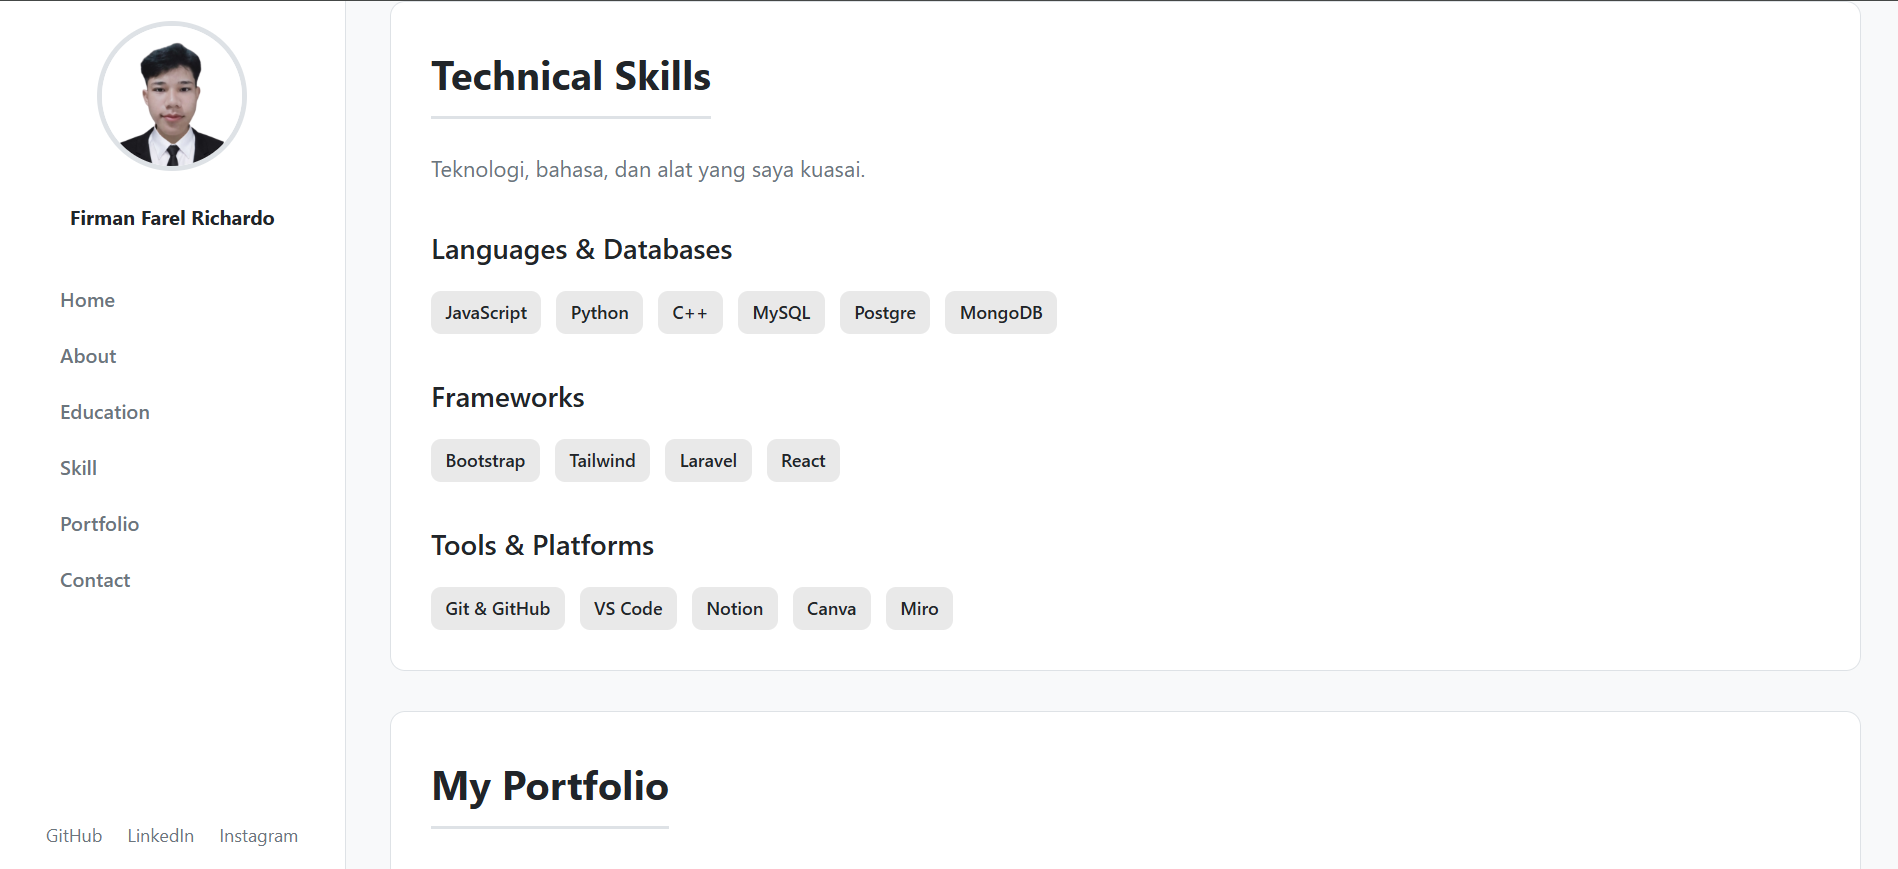 Firman Farel Richardo
Home
About
Education
Skill
Portfolio
Contact
GitHub LinkedIn Instagram
Technical Skills
Teknologi, bahasa, dan alat yang saya kuasai.
Languages & Databases
JavaScript Python C++ MySQL Postgre MongoDB
Frameworks
Bootstrap Tailwind Laravel React
Tools & Platforms
Git & GitHub VS Code Notion Canva Miro
My Portfolio